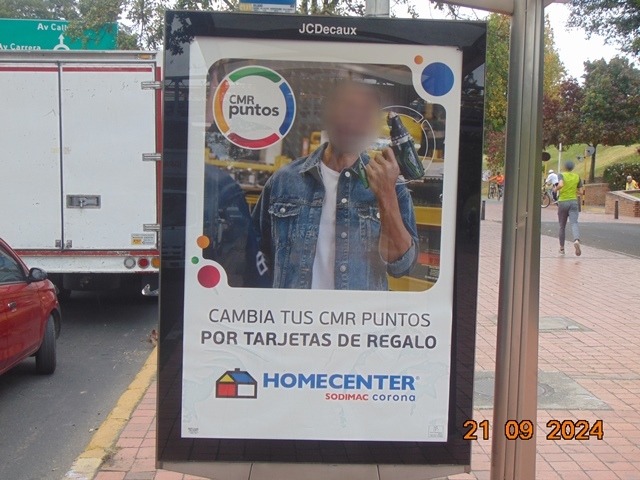 Av Call
Av Carrera
JCDecaux
CMR
puntos
CAMBIA TUS CMR PUNTOS
POR TARJETAS DE REGALO
HOMECENTER
SODIMAC corona
21 09 2024